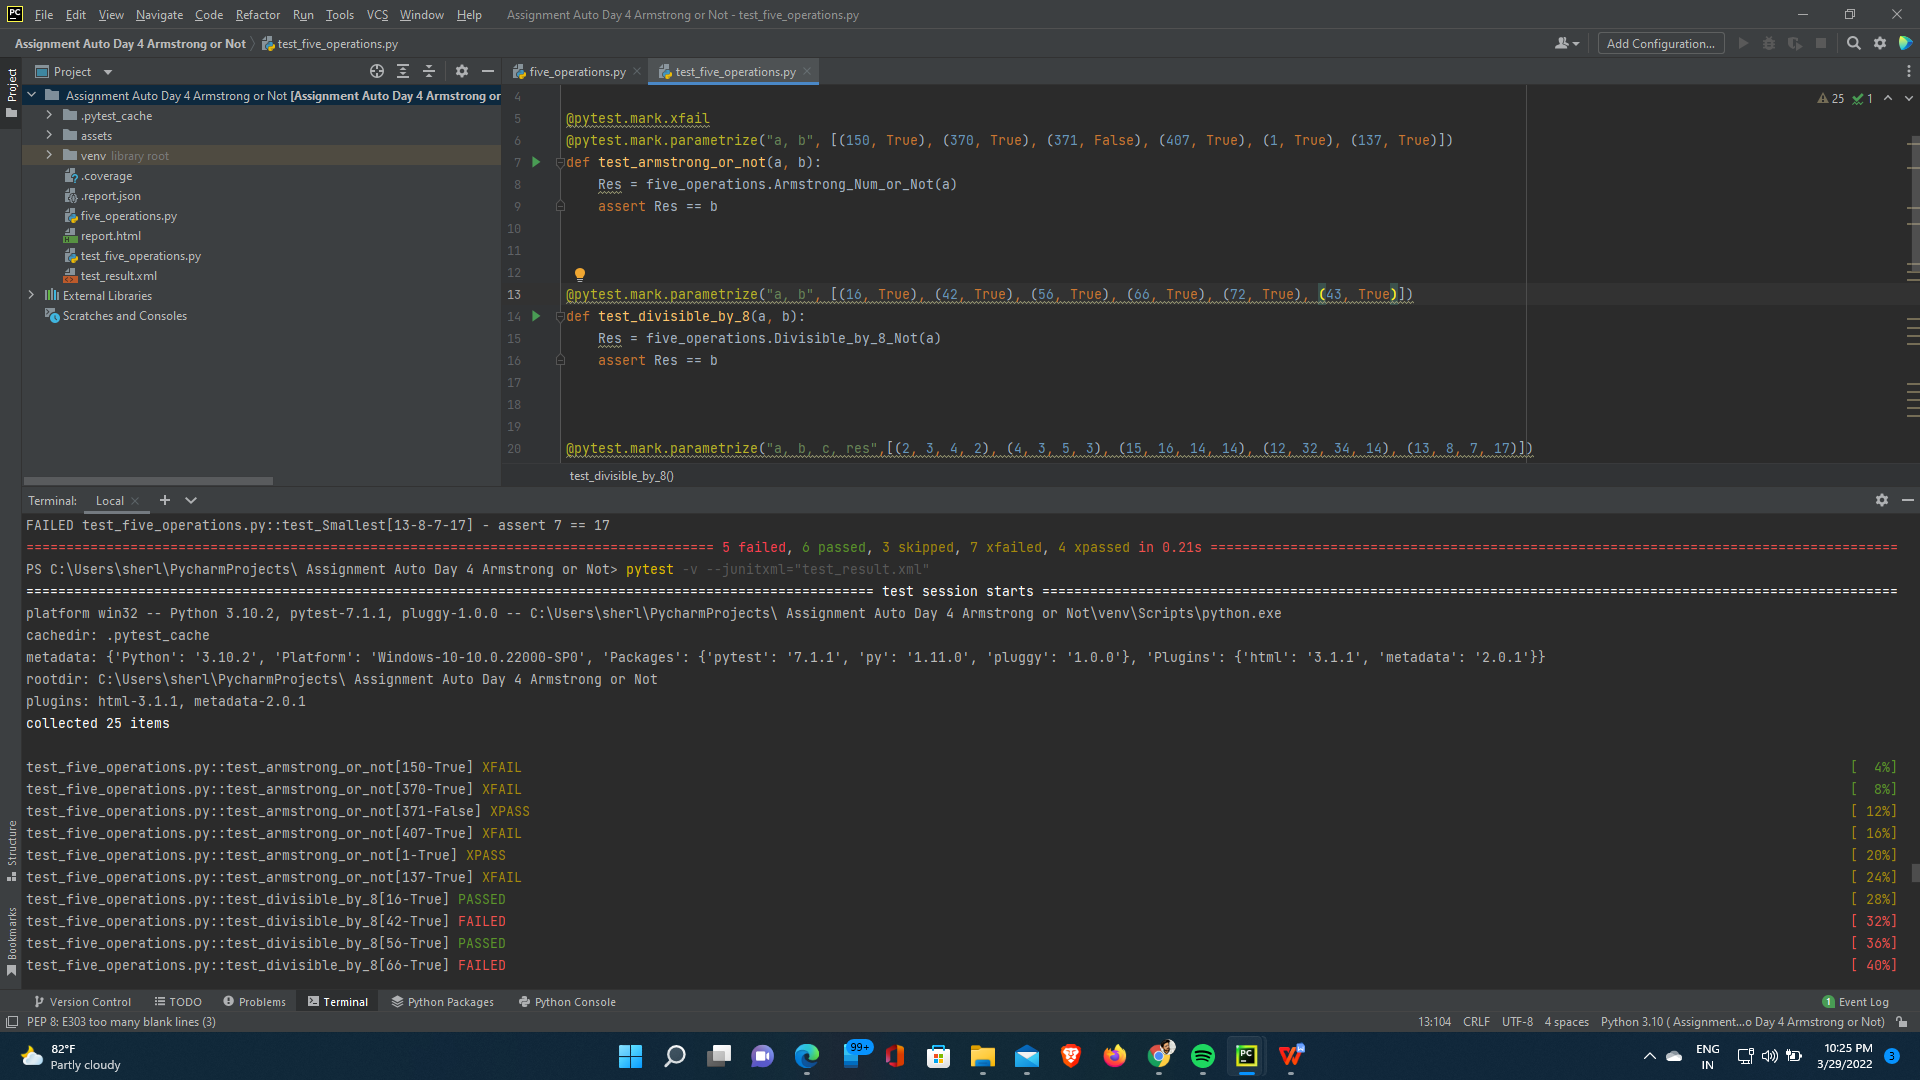 PC File Edit View Navigate Code Refactor Run Tools VCS Window Help Assignment Auto Day 4 Armstrong or Not - test_five_operations.py
Assignment Auto Day 4 Armstrong or Not test_five_operations.py Add Configuration...
Project five_operations.py test_five_operations.py
Project
Assignment Auto Day 4 Armstrong or Not [Assignment Auto Day 4 Armstrong or
.pytest_cache
assets
venv library root
.coverage
.report.json
five_operations.py
report.html
test_five_operations.py
test_result.xml
External Libraries
Scratches and Consoles
25 1
4
5 @pytest.mark.xfail
6 @pytest.mark.parametrize("a, b", [(150, True), (370, True), (371, False), (407, True), (1, True), (137, True)])
7 def test_armstrong_or_not(a, b):
8 Res = five_operations.Armstrong_Num_or_Not(a)
9 assert Res == b
10
11
12
13 @pytest.mark.parametrize("a, b", [(16, True), (42, True), (56, True), (66, True), (72, True), (43, True)])
14 def test_divisible_by_8(a, b):
15 Res = five_operations.Divisible_by_8_Not(a)
16 assert Res == b
17
18
19
20 @pytest.mark.parametrize("a, b, c, res",[(2, 3, 4, 2), (4, 3, 5, 3), (15, 16, 14, 14), (12, 32, 34, 14), (13, 8, 7, 17)])
test_divisible_by_8()
Terminal: Local
FAILED test_five_operations.py::test_Smallest[13-8-7-17] - assert 7 == 17
====== 5 failed, 6 passed, 3 skipped, 7 xfailed, 4 xpassed in 0.21s ======
PS C:\Users\sherl\PycharmProjects\ Assignment Auto Day 4 Armstrong or Not> pytest -v --junitxml="test_result.xml"
====== test session starts ======
platform win32 -- Python 3.10.2, pytest-7.1.1, pluggy-1.0.0 -- C:\Users\sherl\PycharmProjects\ Assignment Auto Day 4 Armstrong or Not\venv\Scripts\python.exe
cachedir: .pytest_cache
metadata: {'Python': '3.10.2', 'Platform': 'Windows-10-10.0.22000-SP0', 'Packages': {'pytest': '7.1.1', 'py': '1.11.0', 'pluggy': '1.0.0'}, 'Plugins': {'html': '3.1.1', 'metadata': '2.0.1'}}
rootdir: C:\Users\sherl\PycharmProjects\ Assignment Auto Day 4 Armstrong or Not
plugins: html-3.1.1, metadata-2.0.1
collected 25 items
test_five_operations.py::test_armstrong_or_not[150-True] XFAIL [ 4%]
test_five_operations.py::test_armstrong_or_not[370-True] XFAIL [ 8%]
test_five_operations.py::test_armstrong_or_not[371-False] XPASS [ 12%]
test_five_operations.py::test_armstrong_or_not[407-True] XFAIL [ 16%]
test_five_operations.py::test_armstrong_or_not[1-True] XPASS [ 20%]
test_five_operations.py::test_armstrong_or_not[137-True] XFAIL [ 24%]
test_five_operations.py::test_divisible_by_8[16-True] PASSED [ 28%]
test_five_operations.py::test_divisible_by_8[42-True] FAILED [ 32%]
test_five_operations.py::test_divisible_by_8[56-True] PASSED [ 36%]
test_five_operations.py::test_divisible_by_8[66-True] FAILED [ 40%]
Structure
Bookmarks
Version Control TODO Problems Terminal Python Packages Python Console 1 Event Log
PEP 8: E303 too many blank lines (3) 13:104 CRLF UTF-8 4 spaces Python 3.10 ( Assignment...o Day 4 Armstrong or Not)
82°F
Partly cloudy
99+
PC
ENG
IN
10:25 PM
3/29/2022
3